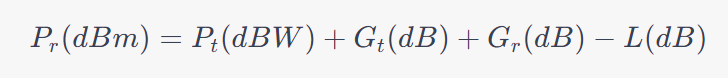 P_r(dBm) = P_t(dBW) + G_t(dB) + G_r(dB) − L(dB)